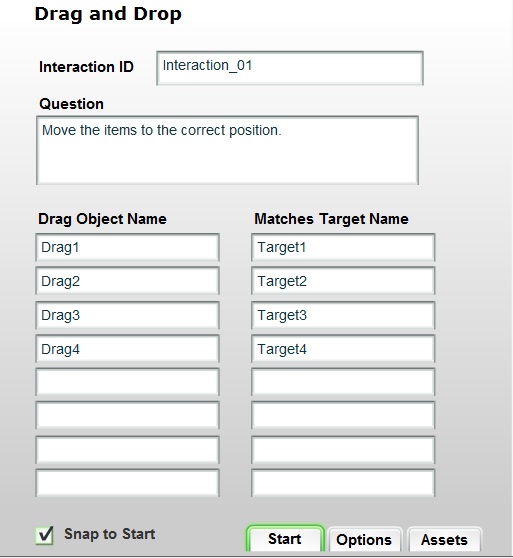 Drag and Drop
Interaction ID Interaction_01
Question
Move the items to the correct position.
Drag Object Name Matches Target Name
Drag1 Target1
Drag2 Target2
Drag3 Target3
Drag4 Target4
Snap to Start Start Options Assets